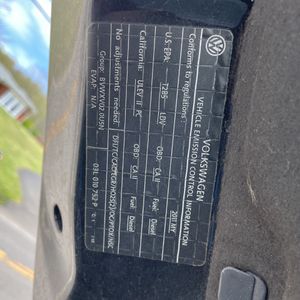 VOLKSWAGEN
VEHICLE EMISSION CONTROL INFORMATION
Conforms to regulations: 2011 MY
U.S. EPA: T2B5 LDV OBD: CA II Fuel: Diesel
California: ULEV II PC OBD: CA II Fuel: Diesel
No adjustments needed.
Group: BVWXV02.0U5N
EVAP: N/A
03L 010 752 P